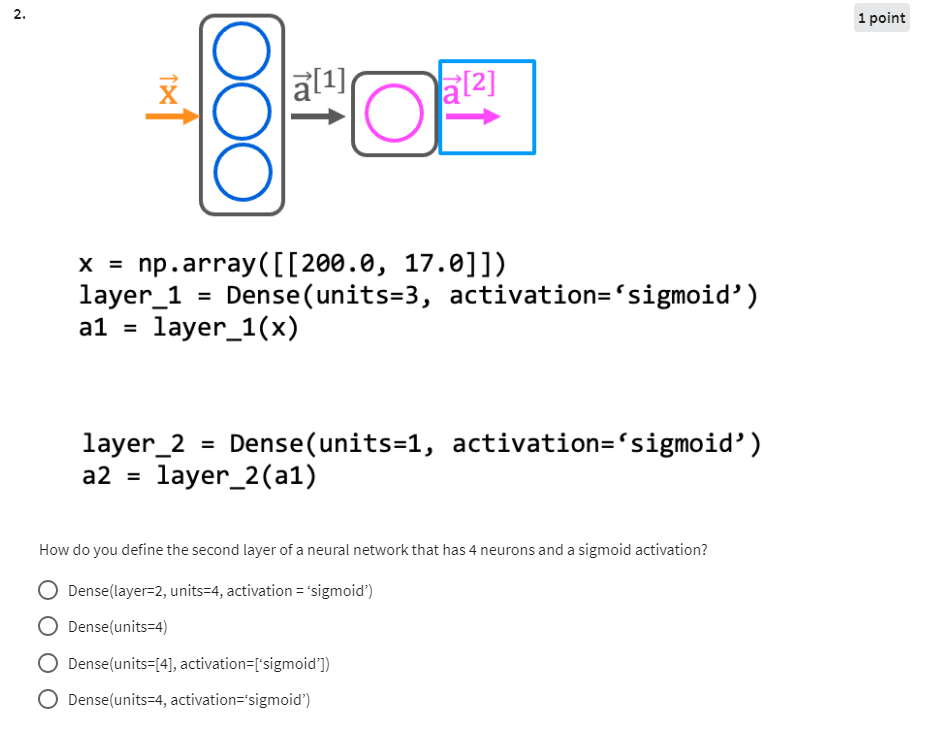 2.
1 point
x⃗
a⃗[1]
a⃗[2]
x = np.array([[200.0, 17.0]])
layer_1 = Dense(units=3, activation=‘sigmoid’)
a1 = layer_1(x)
layer_2 = Dense(units=1, activation=‘sigmoid’)
a2 = layer_2(a1)
How do you define the second layer of a neural network that has 4 neurons and a sigmoid activation?
Dense(layer=2, units=4, activation = ‘sigmoid’)
Dense(units=4)
Dense(units=[4], activation=[‘sigmoid’])
Dense(units=4, activation=‘sigmoid’)